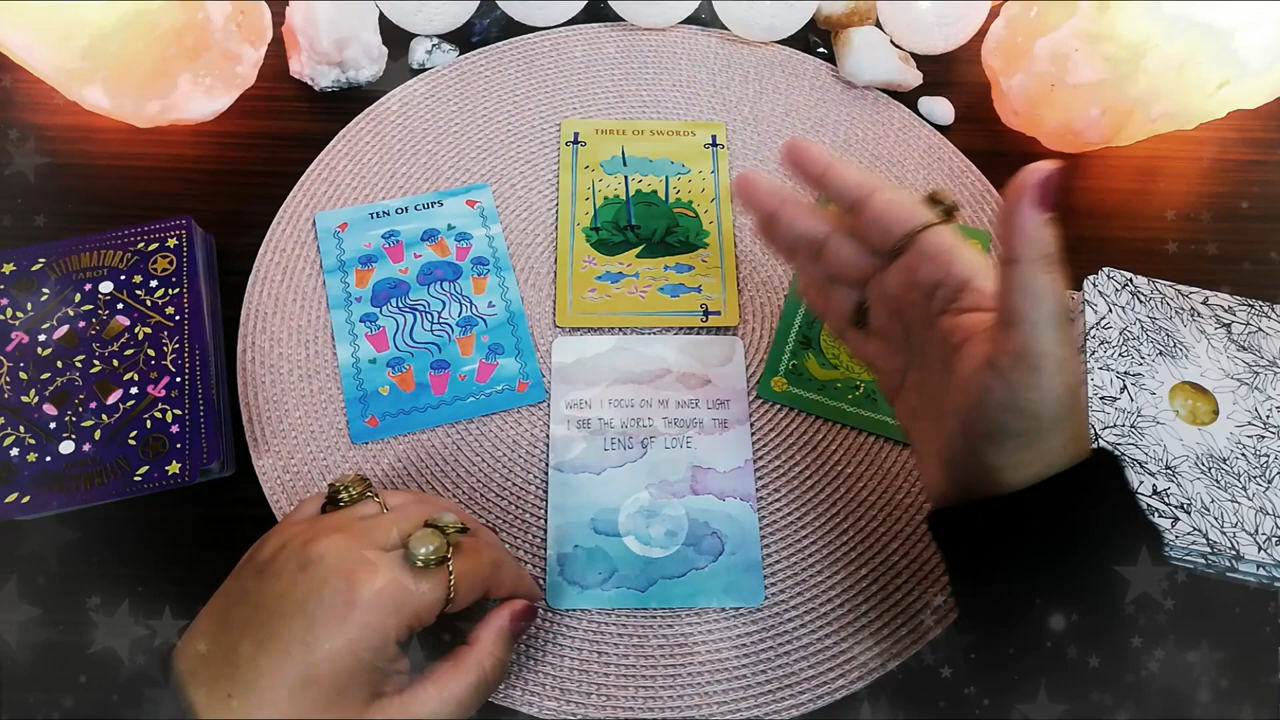 THREE OF SWORDS
TEN OF CUPS
AFFIRMATORS!
TAROT
WHEN I FOCUS ON MY INNER LIGHT
I SEE THE WORLD THROUGH THE
LENS OF LOVE.